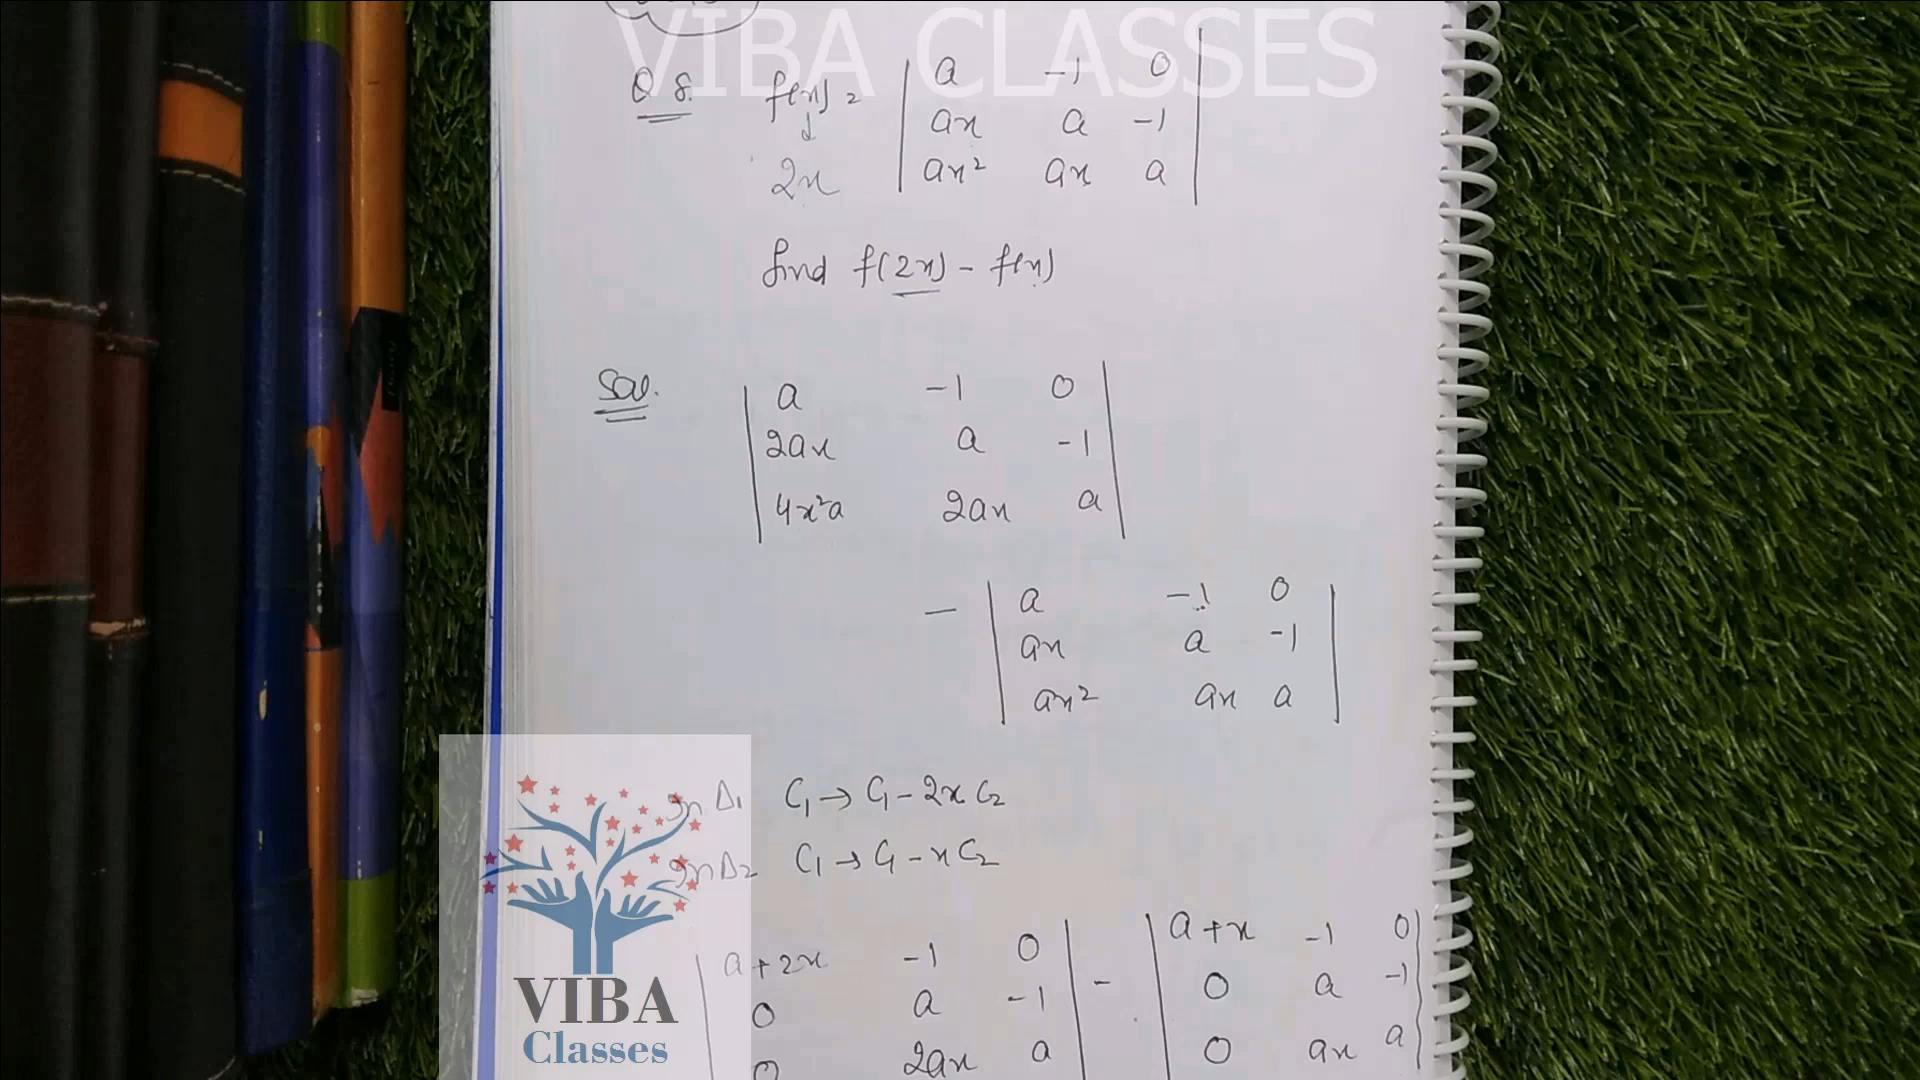 VIBA CLASSES
Q 8. f(x) = | a -1 0 |
↓ | ax a -1 |
2x | ax² ax a |
find f(2x) - f(x)
Sol. | a -1 0 |
| 2ax a -1 |
| 4x²a 2ax a |
— | a -1 0 |
| ax a -1 |
| ax² ax a |
In Δ1 C1 → C1 - 2x C2
In Δ2 C1 → C1 - x C2
| a + 2x -1 0 | - | a + x -1 0 |
| 0 a -1 | | 0 a -1 |
| 0 2ax a | | 0 ax a |
VIBA
Classes